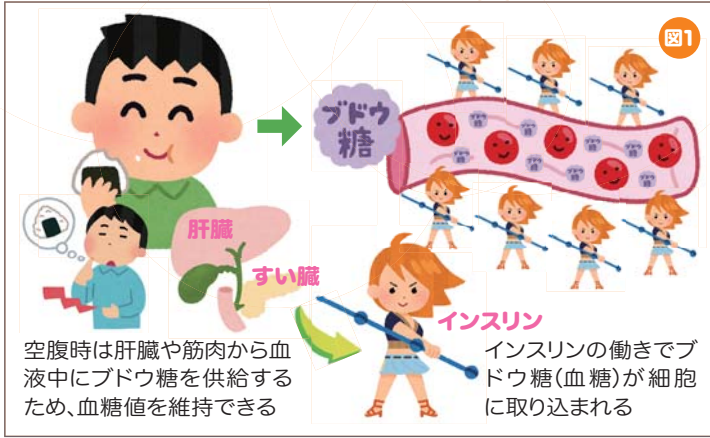 図1
ブドウ
糖
肝臓
すい臓
インスリン
空腹時は肝臓や筋肉から血
液中にブドウ糖を供給する
ため、血糖値を維持できる
インスリンの働きでブ
ドウ糖(血糖)が細胞
に取り込まれる